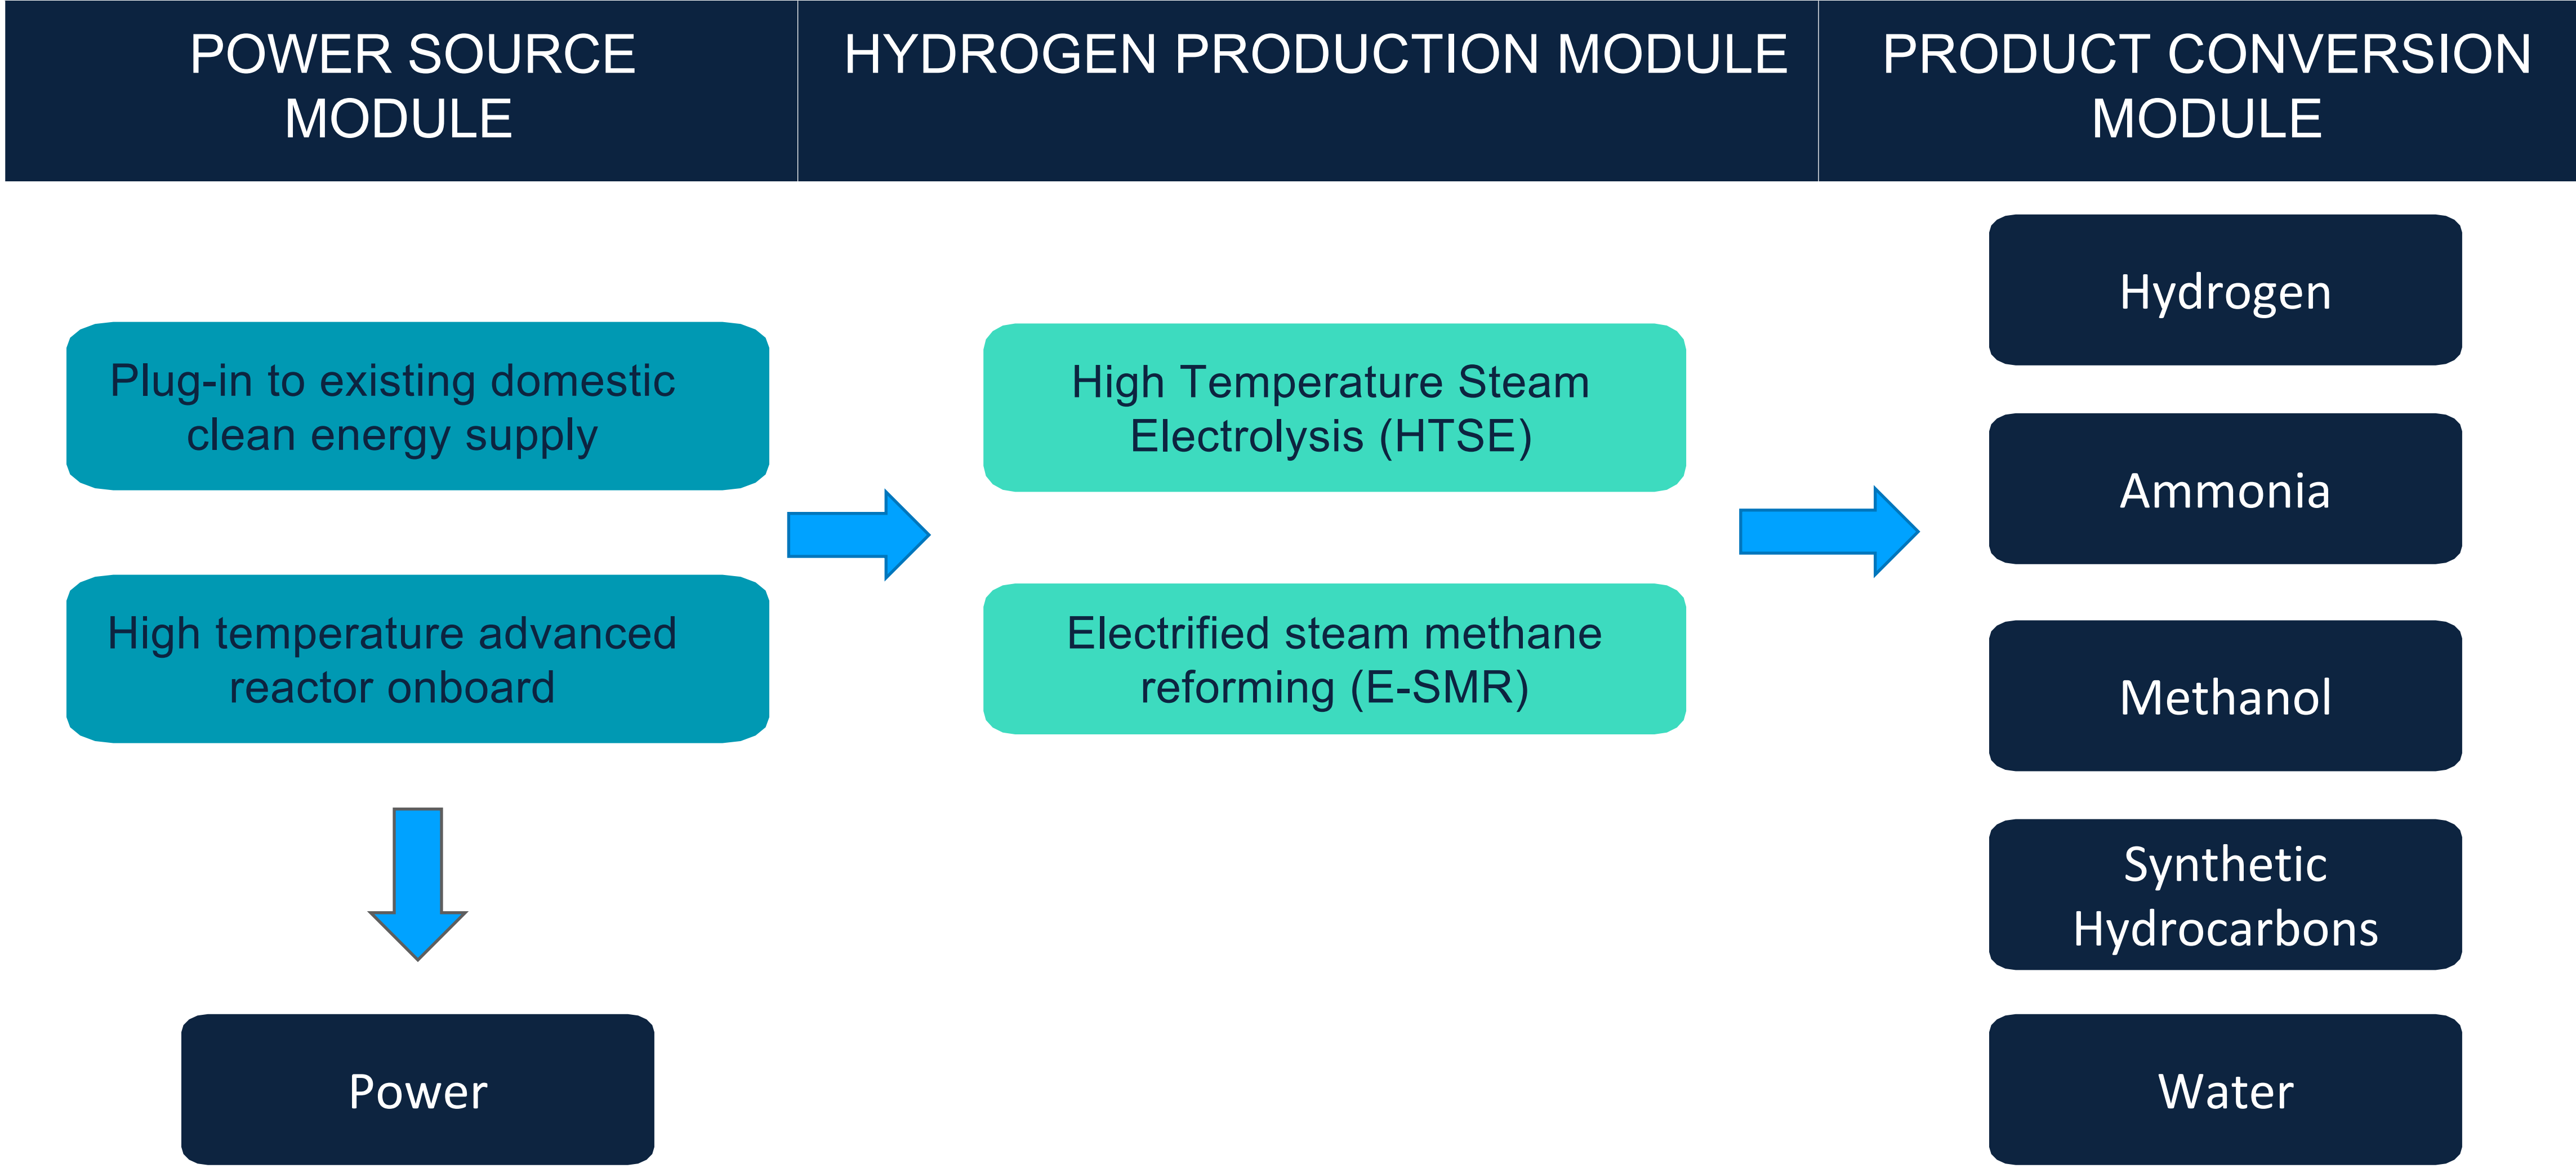 POWER SOURCE
MODULE
HYDROGEN PRODUCTION MODULE
PRODUCT CONVERSION
MODULE
Plug-in to existing domestic
clean energy supply
High temperature advanced
reactor onboard
Power
High Temperature Steam
Electrolysis (HTSE)
Electrified steam methane
reforming (E-SMR)
Hydrogen
Ammonia
Methanol
Synthetic
Hydrocarbons
Water